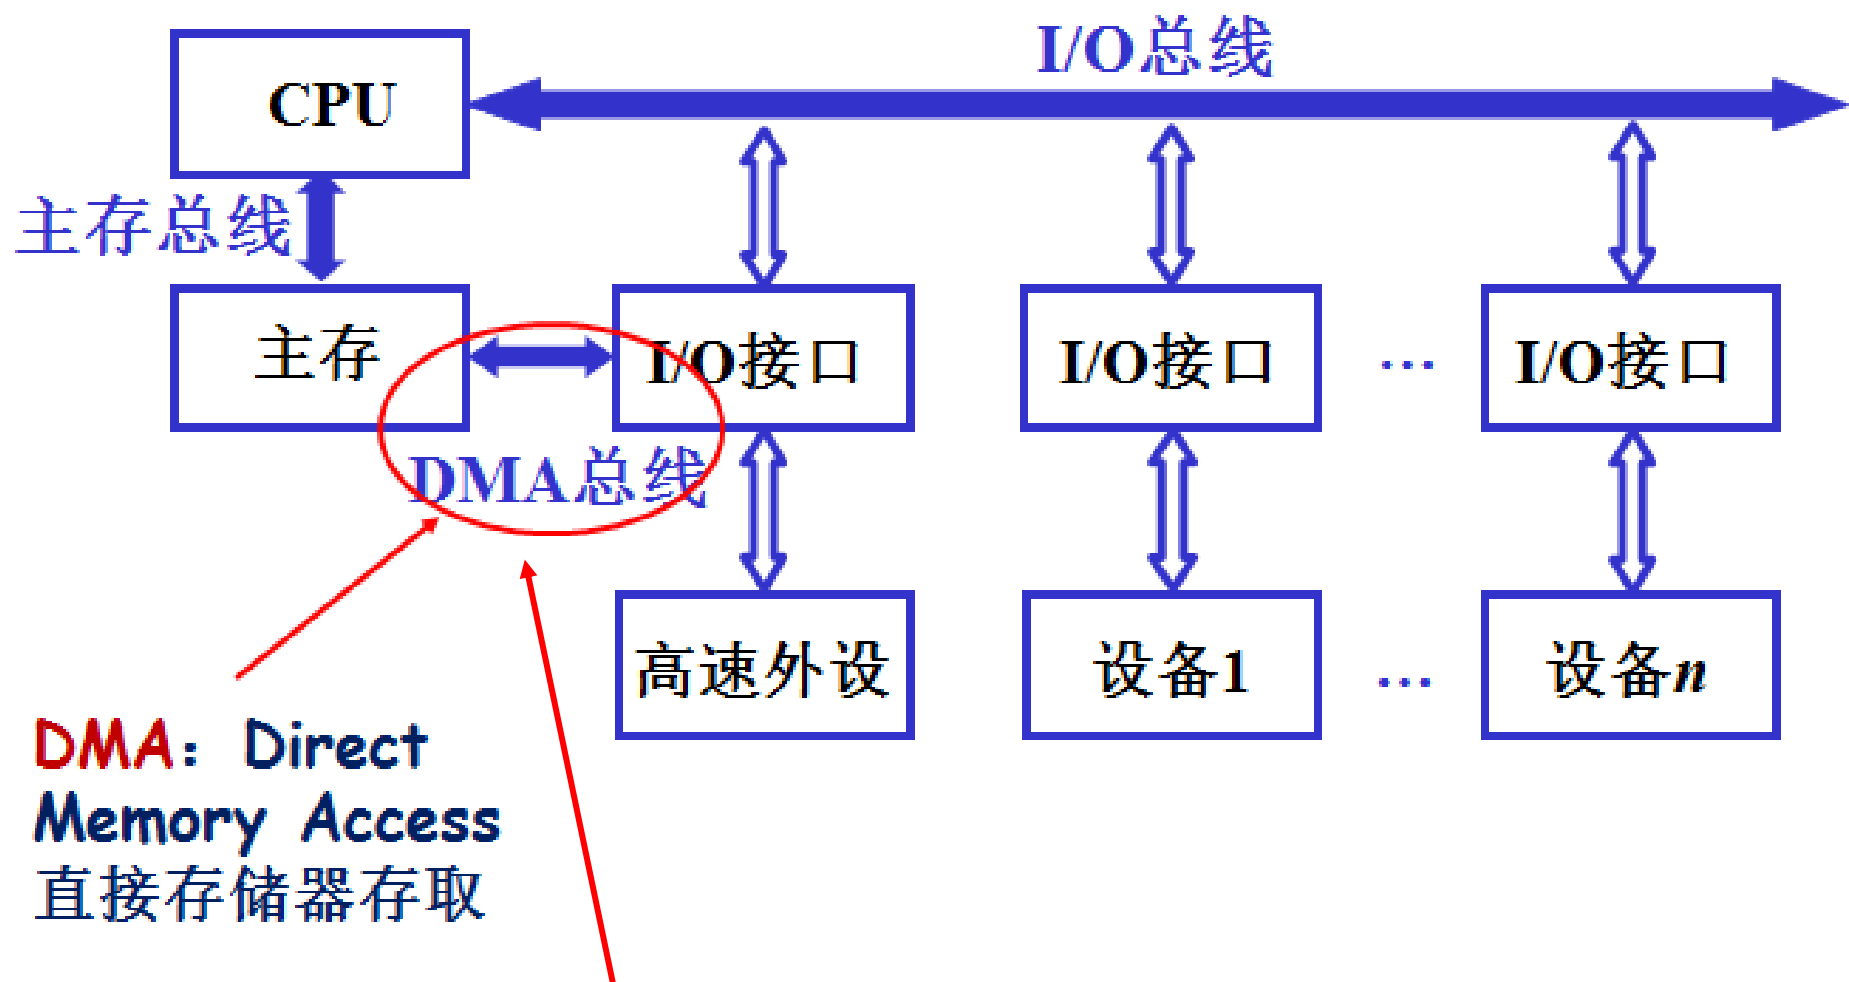 I/O总线
CPU
主存总线
主存
I/O接口
I/O接口
...
I/O接口
DMA总线
高速外设
设备1
...
设备n
DMA: Direct
Memory Access
直接存储器存取